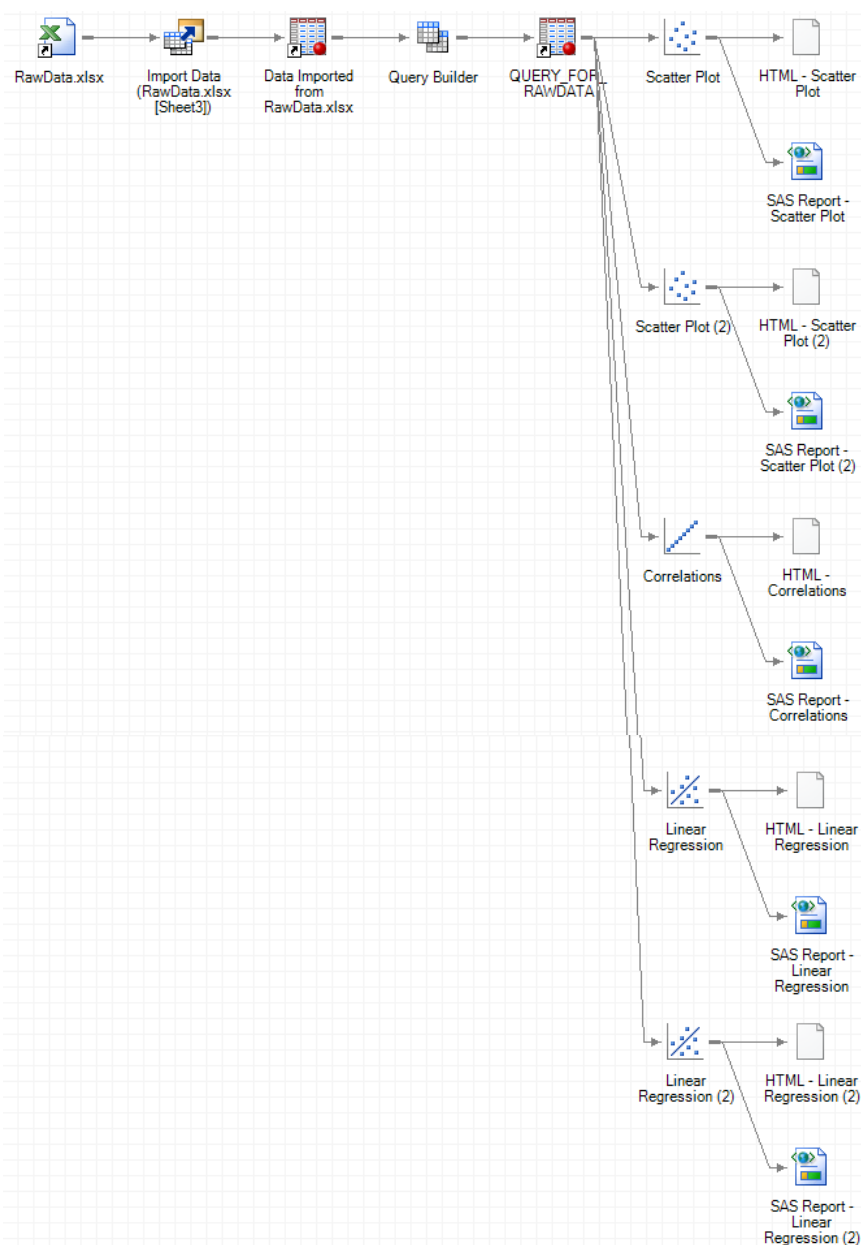 RawData.xlsx
Import Data
(RawData.xlsx
[Sheet3])
Data Imported
from
RawData.xlsx
Query Builder
QUERY_FOR_
RAWDATA
Scatter Plot
HTML - Scatter
Plot
SAS Report -
Scatter Plot
Scatter Plot (2)
HTML - Scatter
Plot (2)
SAS Report -
Scatter Plot (2)
Correlations
HTML -
Correlations
SAS Report -
Correlations
Linear
Regression
HTML - Linear
Regression
SAS Report -
Linear
Regression
Linear
Regression (2)
HTML - Linear
Regression (2)
SAS Report -
Linear
Regression (2)